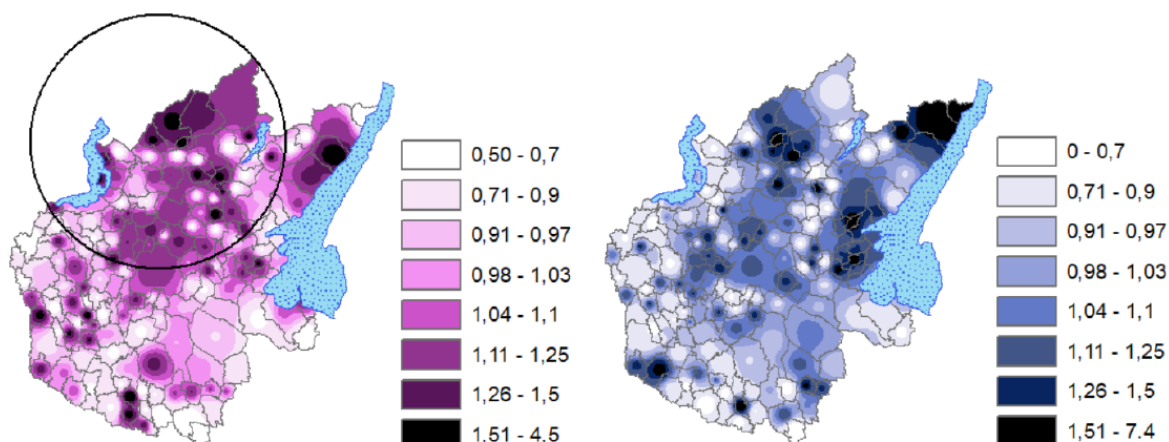 0,50 - 0,7
0,71 - 0,9
0,91 - 0,97
0,98 - 1,03
1,04 - 1,1
1,11 - 1,25
1,26 - 1,5
1,51 - 4,5
0 - 0,7
0,71 - 0,9
0,91 - 0,97
0,98 - 1,03
1,04 - 1,1
1,11 - 1,25
1,26 - 1,5
1,51 - 7,4